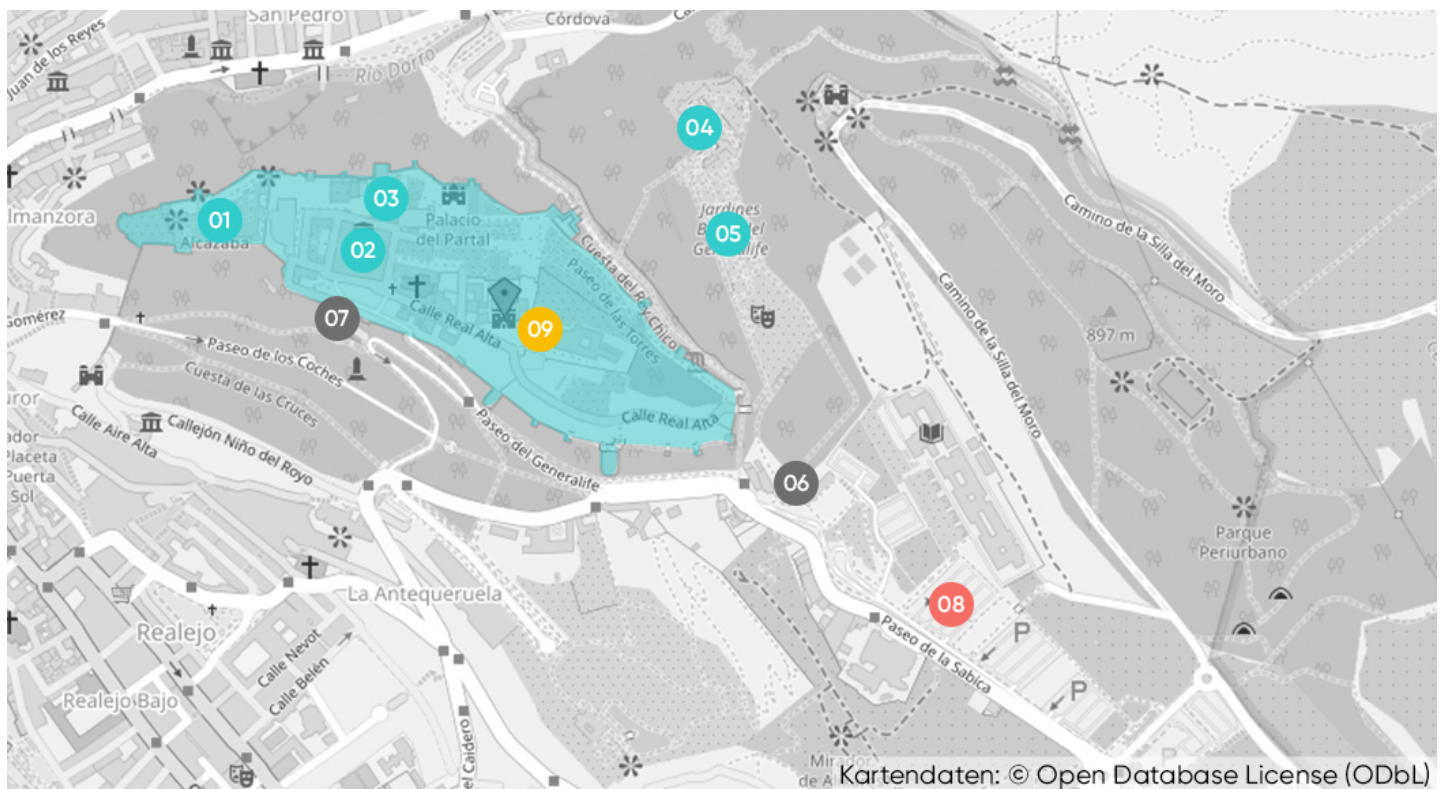 San Pedro
Córdova
Juan de los Reyes
Río Darro
04
03
01
Almanzora
Palacio
del Partal
Alcazaba
02
Jardines
05
Camino de la Silla del Moro
Cuesta del Rey Chico
Paseo de las Torres
Gomérez
07
Calle Real Alta
09
897 m
Paseo de los Coches
Camino de la Silla del Moro
Cuesta de las Cruces
Calle Aire Alta
Callejón Niño del Royo
Calle Real Alta
Placeta
Puerta
Sol
Paseo del Generalife
06
Parque
Periurbano
La Antequeruela
08
P
Realejo
Paseo de la Sabica
Calle Nevot
Calle Belén
P
Realejo Bajo
P
Mirador
Kartendaten: © Open Database License (ODbL)